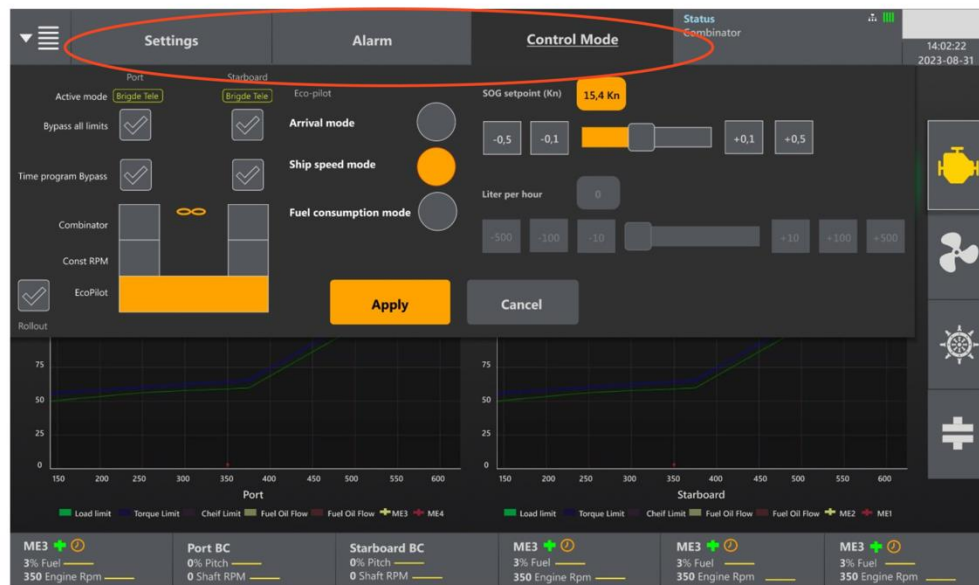 Settings
Alarm
Control Mode
Status
Combinator
14:02:22
2023-08-31
Port
Starboard
Active mode
Brigde Tele
Brigde Tele
Bypass all limits
Time program Bypass
Combinator
Const RPM
EcoPilot
Rollout
Eco-pilot
Arrival mode
Ship speed mode
Fuel consumption mode
SOG setpoint (Kn)
15,4 Kn
-0,5
-0,1
+0,1
+0,5
Liter per hour
0
-500
-100
-10
+10
+100
+500
Apply
Cancel
75
50
25
0
150 200 250 300 350 400 450 500 550 600
Port
Load limit Torque Limit Cheif Limit Fuel Oil Flow Fuel Oil Flow ME3 ME4
75
50
25
0
150 200 250 300 350 400 450 500 550 600
Starboard
Load limit Torque Limit Cheif Limit Fuel Oil Flow Fuel Oil Flow ME2 ME1
ME3
3% Fuel
350 Engine Rpm
Port BC
0% Pitch
0 Shaft RPM
Starboard BC
0% Pitch
0 Shaft RPM
ME3
3% Fuel
350 Engine Rpm
ME3
3% Fuel
350 Engine Rpm
ME3
3% Fuel
350 Engine Rpm